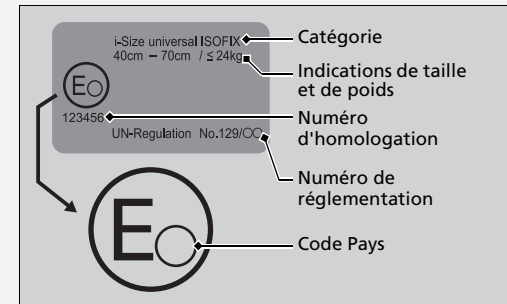 i-Size universal ISOFIX
40cm – 70cm / ≤ 24kg
E
123456
UN-Regulation No.129/○○
E
Catégorie
Indications de taille
et de poids
Numéro
d'homologation
Numéro de
réglementation
Code Pays